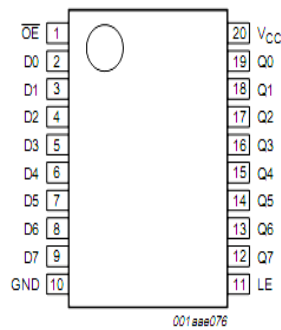 O̅E̅ 1 20 VCC
D0 2 19 Q0
D1 3 18 Q1
D2 4 17 Q2
D3 5 16 Q3
D4 6 15 Q4
D5 7 14 Q5
D6 8 13 Q6
D7 9 12 Q7
GND 10 11 LE
001aae076